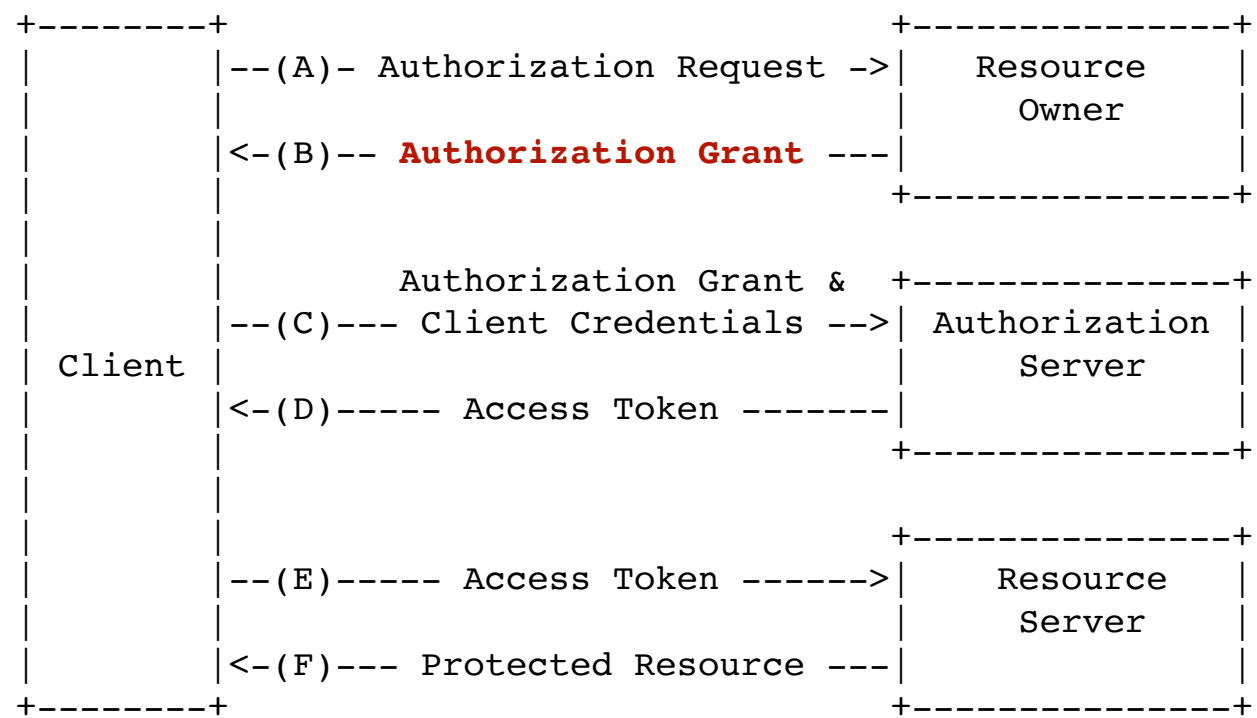 +--------+                               +---------------+
|        |--(A)- Authorization Request ->|   Resource    |
|        |                               |     Owner     |
|        |<-(B)-- Authorization Grant ---|               |
|        |                               +---------------+
|        |
|        |        Authorization Grant &  +---------------+
|        |--(C)--- Client Credentials -->| Authorization |
| Client |                               |     Server    |
|        |<-(D)----- Access Token -------|               |
|        |                               +---------------+
|        |
|        |                               +---------------+
|        |--(E)----- Access Token ------>|    Resource   |
|        |                               |     Server    |
|        |<-(F)--- Protected Resource ---|               |
+--------+                               +---------------+